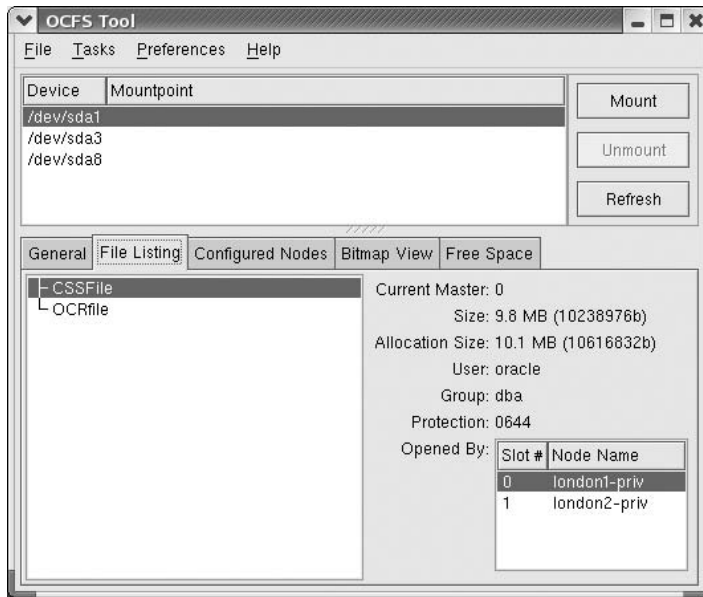 OCFS Tool
File Tasks Preferences Help
Device Mountpoint
/dev/sda1
/dev/sda3
/dev/sda8
Mount
Unmount
Refresh
General File Listing Configured Nodes Bitmap View Free Space
CSSFile
OCRfile
Current Master: 0
Size: 9.8 MB (10238976b)
Allocation Size: 10.1 MB (10616832b)
User: oracle
Group: dba
Protection: 0644
Opened By:
Slot # Node Name
0 london1-priv
1 london2-priv